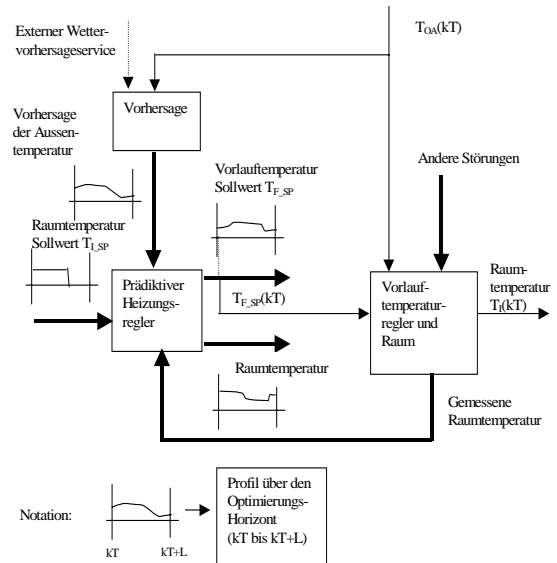 Externer Wetter-
vorhersageservice
T_OA(kT)
Vorhersage
Vorhersage
der Aussen-
temperatur
Vorlauftemperatur
Sollwert T_F_SP
Andere Störungen
Raumtemperatur
Sollwert T_I_SP
Prädiktiver
Heizungs-
regler
T_F_SP(kT)
Vorlauf-
temperatur-
regler und
Raum
Raum-
temperatur
T_I(kT)
Raumtemperatur
Gemessene
Raumtemperatur
Notation:
kT
kT+L
Profil über den
Optimierungs-
Horizont
(kT bis kT+L)